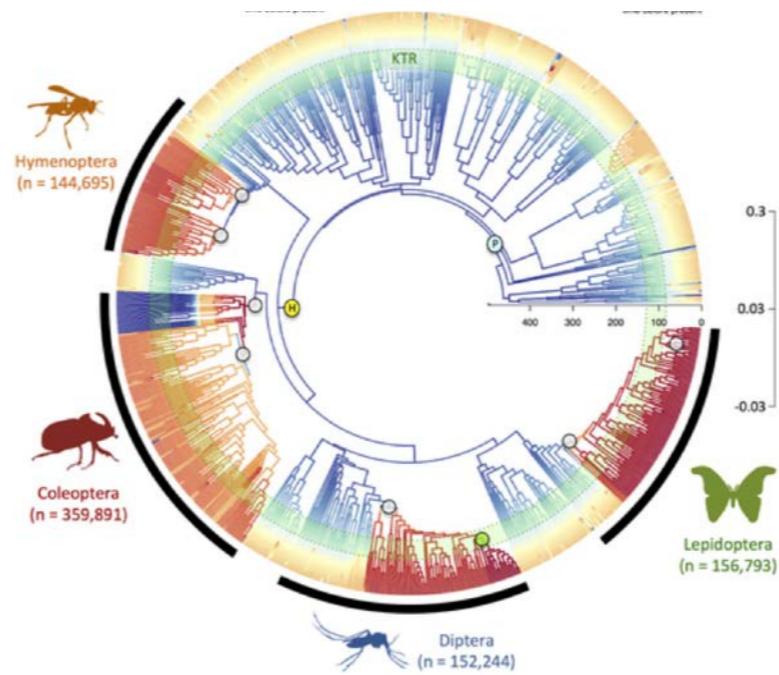 KTR
Hymenoptera
(n = 144,695)
P
0.3
H
0.03
400 300 200 100 0
-0.03
Coleoptera
(n = 359,891)
Lepidoptera
(n = 156,793)
Diptera
(n = 152,244)